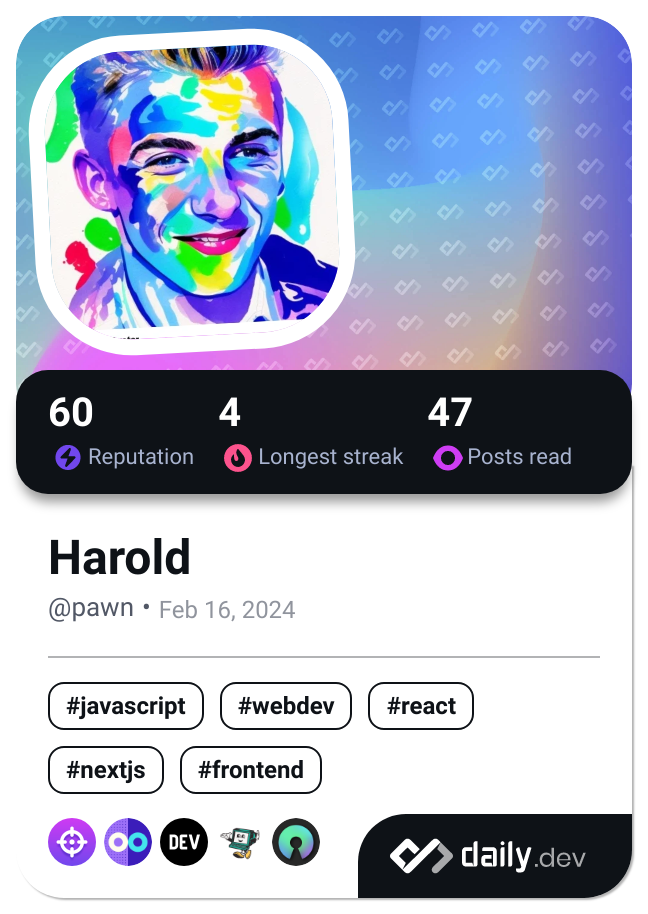 60 4 47
Reputation Longest streak Posts read
Harold
@pawn • Feb 16, 2024
#javascript #webdev #react
#nextjs #frontend
DEV
daily.dev